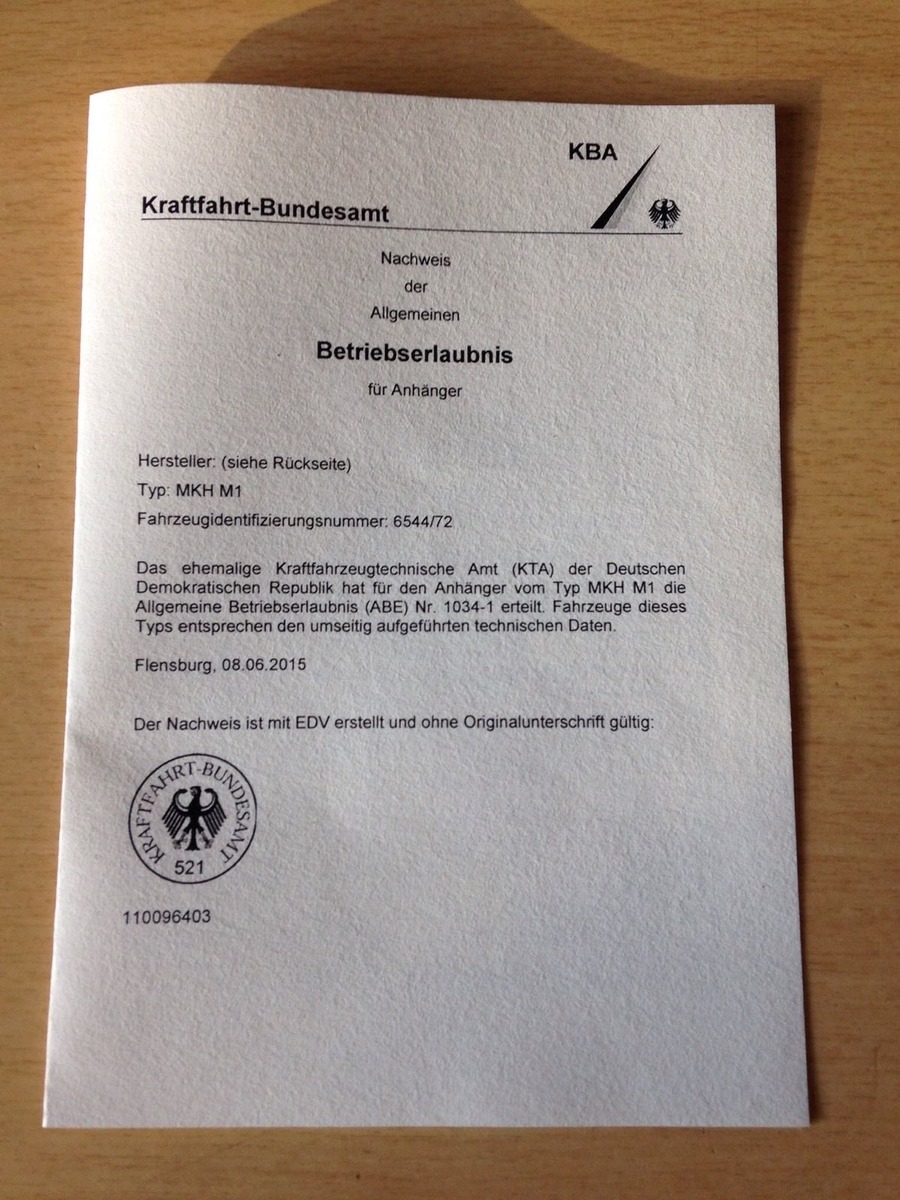 KBA
Kraftfahrt-Bundesamt
Nachweis
der
Allgemeinen
Betriebserlaubnis
für Anhänger
Hersteller: (siehe Rückseite)
Typ: MKH M1
Fahrzeugidentifizierungsnummer: 6544/72
Das ehemalige Kraftfahrzeugtechnische Amt (KTA) der Deutschen
Demokratischen Republik hat für den Anhänger vom Typ MKH M1 die
Allgemeine Betriebserlaubnis (ABE) Nr. 1034-1 erteilt. Fahrzeuge dieses
Typs entsprechen den umseitig aufgeführten technischen Daten.
Flensburg, 08.06.2015
Der Nachweis ist mit EDV erstellt und ohne Originalunterschrift gültig:
KRAFTFAHRT-BUNDESAMT
521
110096403